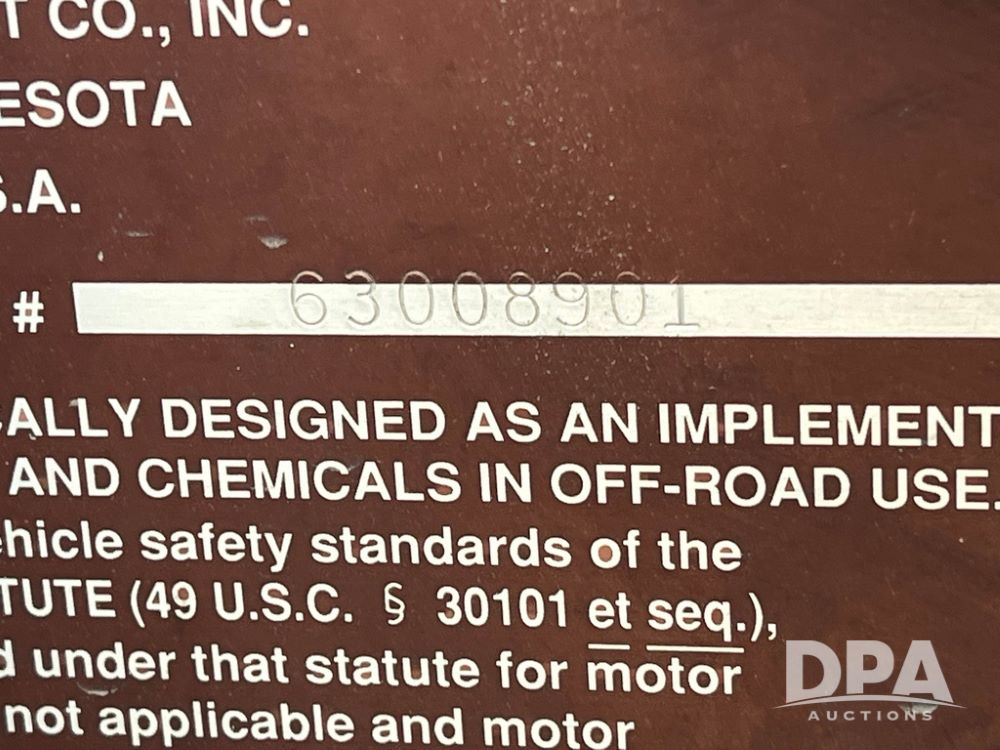 T CO., INC.
ESOTA
S.A.
# 63008901
CALLY DESIGNED AS AN IMPLEMENT
AND CHEMICALS IN OFF-ROAD USE.
ehicle safety standards of the
TUTE (49 U.S.C. § 30101 et seq.),
d under that statute for motor
not applicable and motor
DPA
AUCTIONS